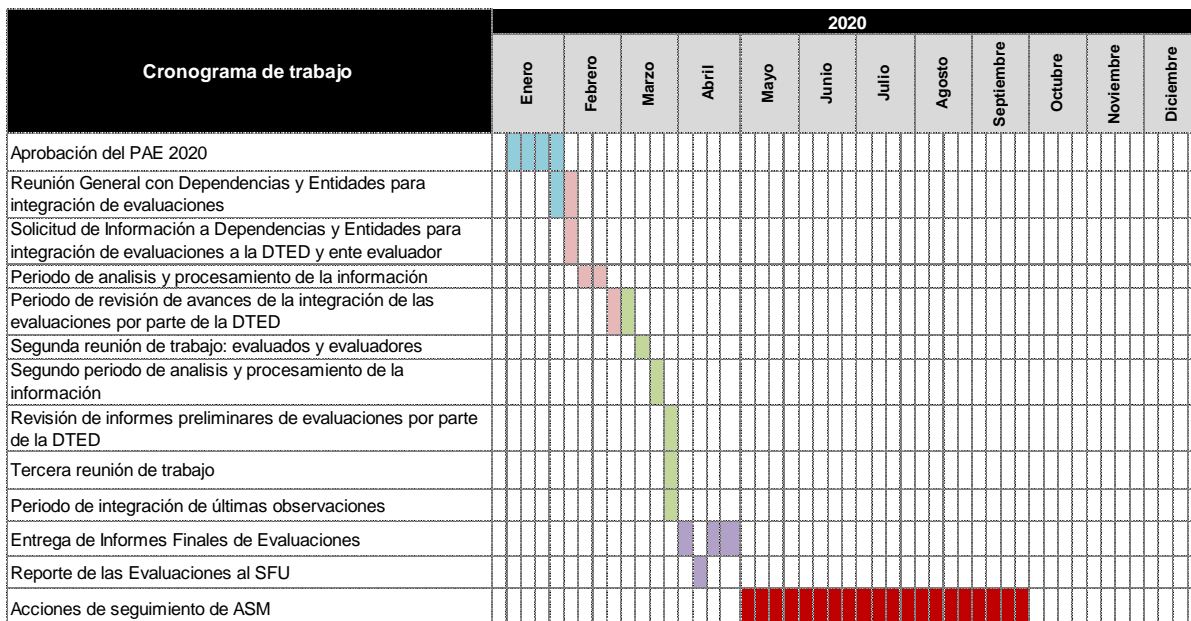 2020
Cronograma de trabajo
Enero
Febrero
Marzo
Abril
Mayo
Junio
Julio
Agosto
Septiembre
Octubre
Noviembre
Diciembre
Aprobación del PAE 2020
Reunión General con Dependencias y Entidades para
integración de evaluaciones
Solicitud de Información a Dependencias y Entidades para
integración de evaluaciones a la DTED y ente evaluador
Periodo de analisis y procesamiento de la información
Periodo de revisión de avances de la integración de las
evaluaciones por parte de la DTED
Segunda reunión de trabajo: evaluados y evaluadores
Segundo periodo de analisis y procesamiento de la
información
Revisión de informes preliminares de evaluaciones por parte
de la DTED
Tercera reunión de trabajo
Periodo de integración de últimas observaciones
Entrega de Informes Finales de Evaluaciones
Reporte de las Evaluaciones al SFU
Acciones de seguimiento de ASM